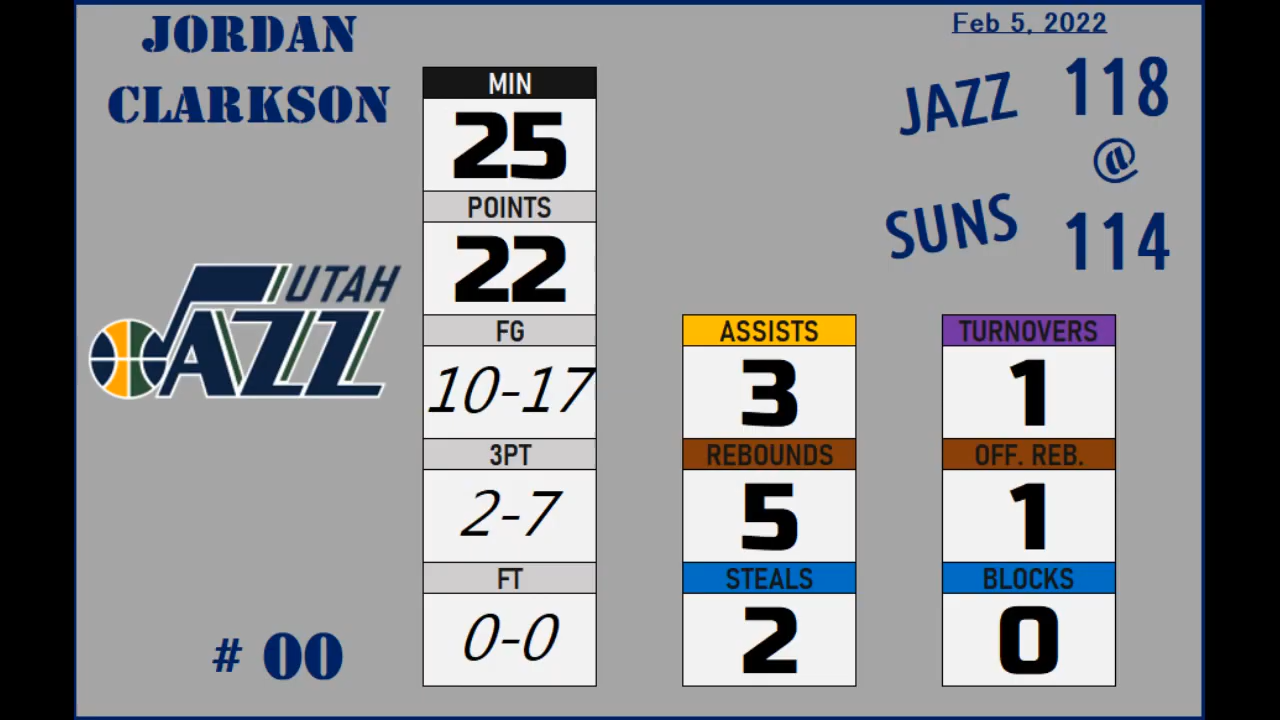 JORDAN
CLARKSON
UTAH
JAZZ
# 00
MIN
25
POINTS
22
FG
10-17
3PT
2-7
FT
0-0
ASSISTS
3
REBOUNDS
5
STEALS
2
Feb 5, 2022
JAZZ 118
@
SUNS 114
TURNOVERS
1
OFF. REB.
1
BLOCKS
0